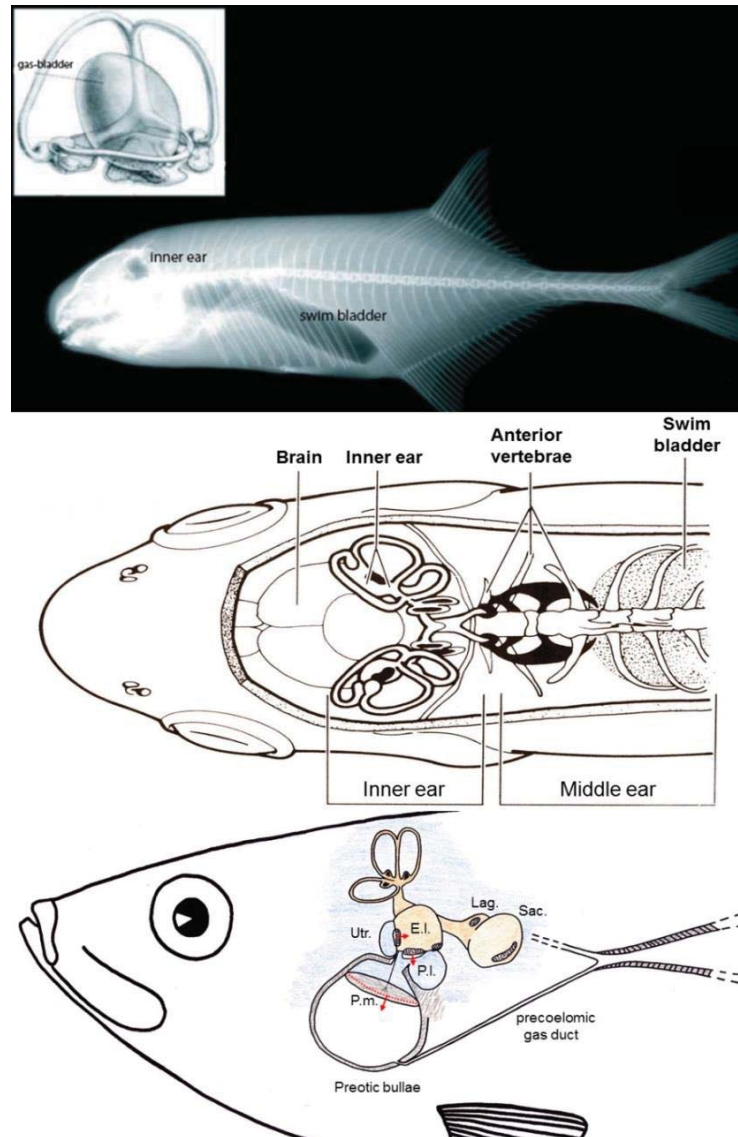 gas-bladder
inner ear
swim bladder
Brain
Inner ear
Anterior
vertebrae
Swim
bladder
Inner ear
Middle ear
Utr.
E.l.
Lag.
Sac.
P.l.
P.m.
precoelomic
gas duct
Preotic bullae